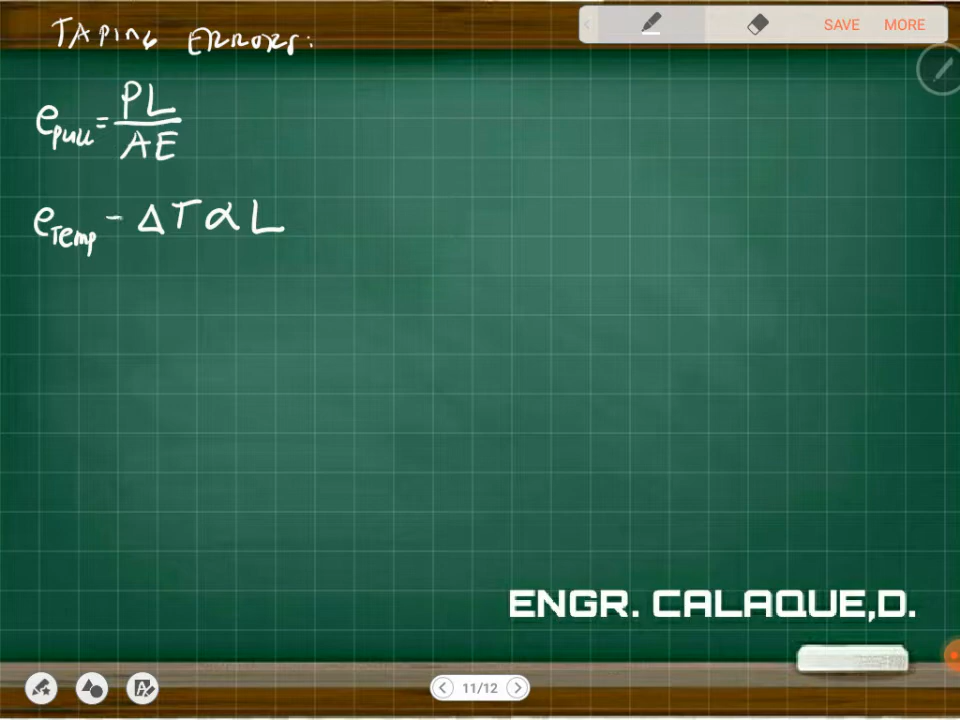 TAPING ERRORS:
SAVE MORE
e_pull = PL/AE
e_Temp - ΔTαL
ENGR. CALAQUE,D.
11/12